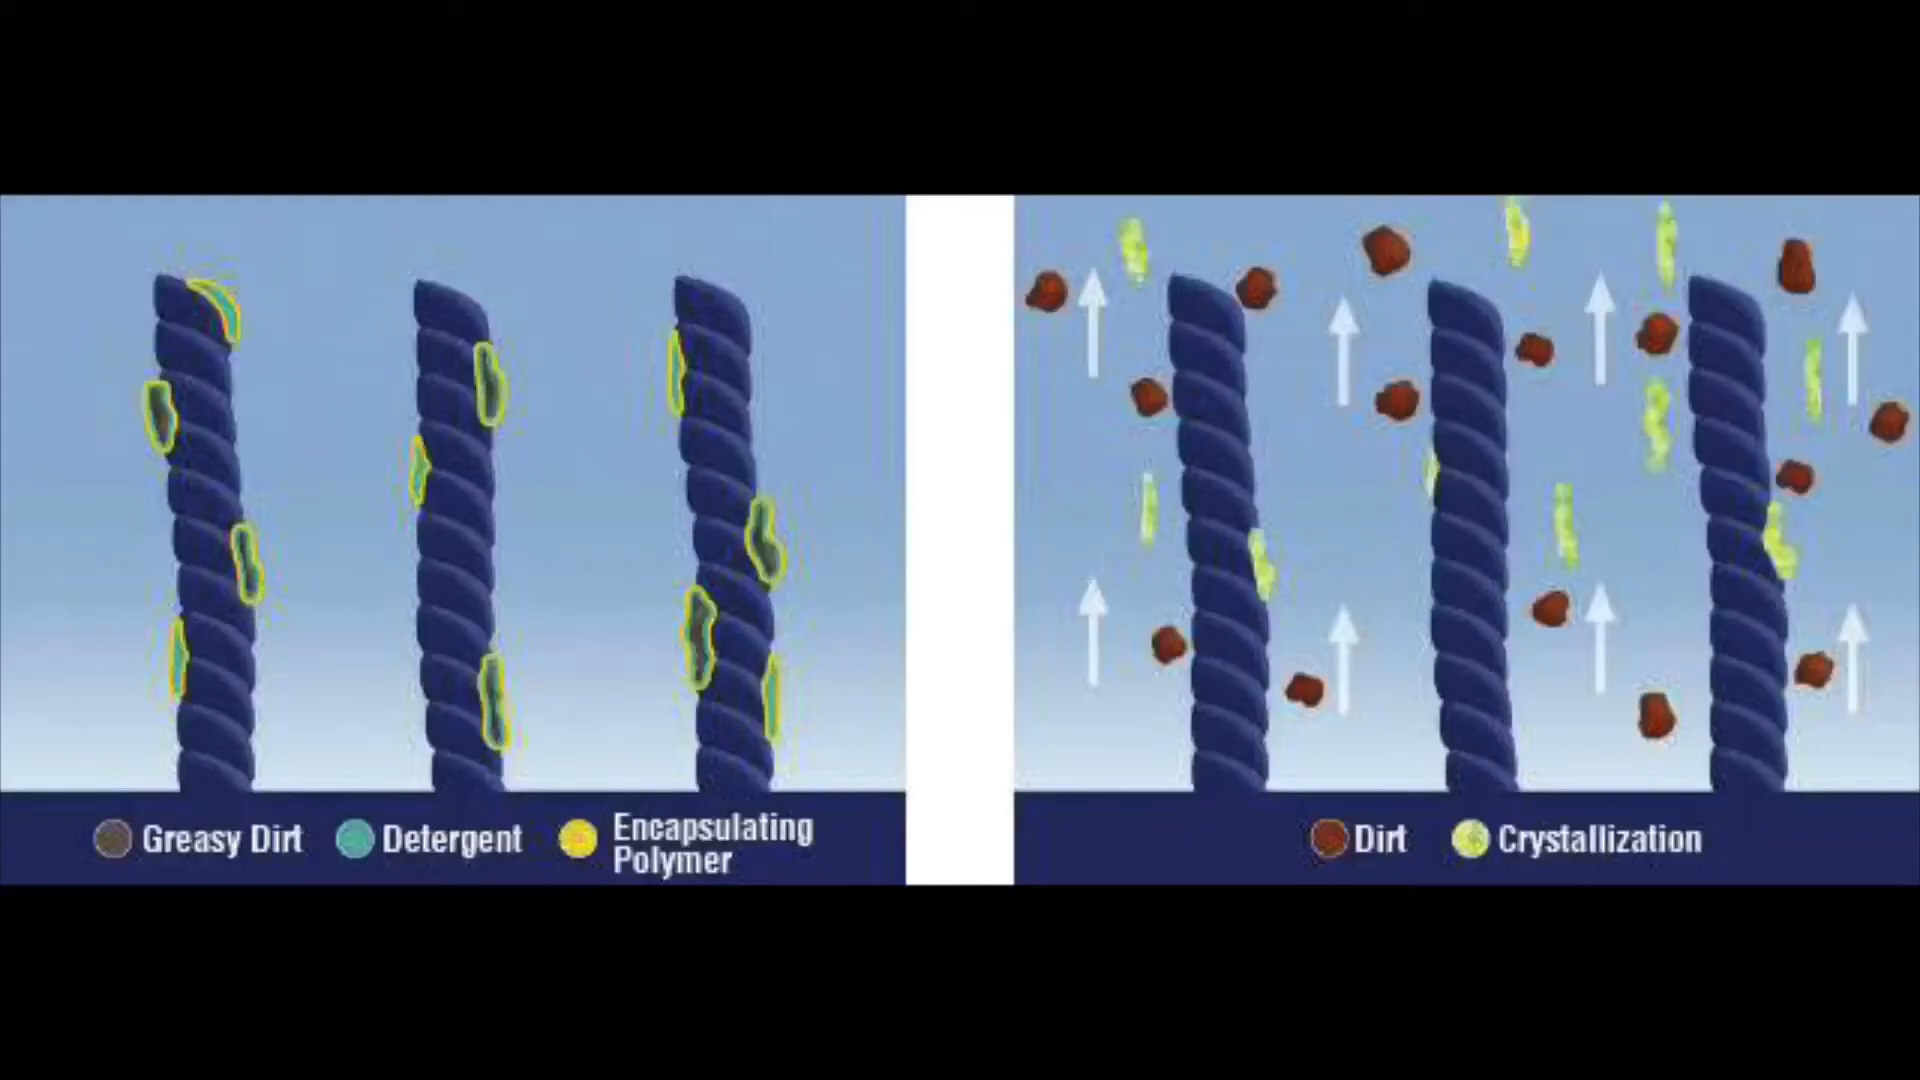 Greasy Dirt
Detergent
Encapsulating
Polymer
Dirt
Crystallization